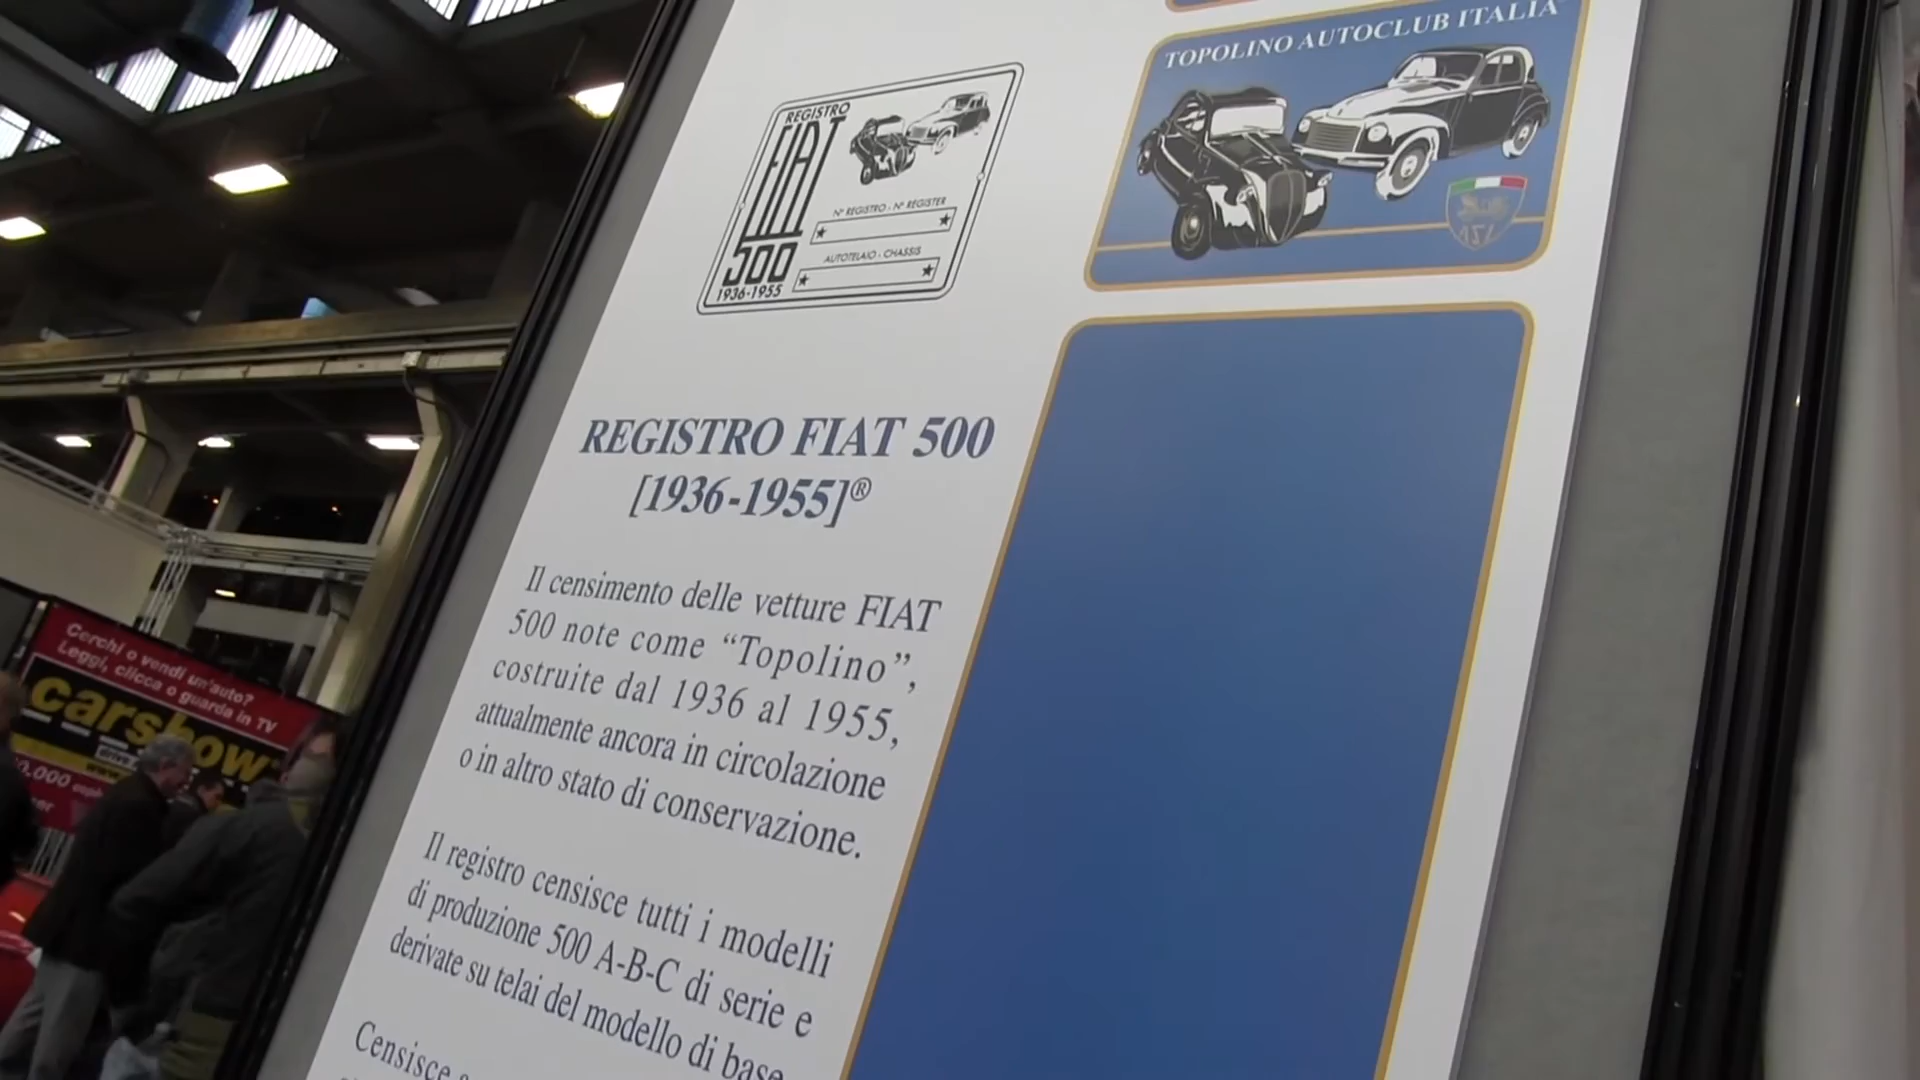 TOPOLINO AUTOCLUB ITALIA
ASI
REGISTRO
FIAT
500
1936-1955
N° REGISTRO - N° REGISTER
AUTOTELAIO - CHASSIS
REGISTRO FIAT 500
[1936-1955]®
Il censimento delle vetture FIAT
500 note come “Topolino”,
costruite dal 1936 al 1955,
attualmente ancora in circolazione
o in altro stato di conservazione.
Il registro censisce tutti i modelli
di produzione 500 A-B-C di serie e
derivate su telai del modello di base
Censisce
Cerchi o vendi un'auto?
Leggi, clicca o guarda in TV
carshow